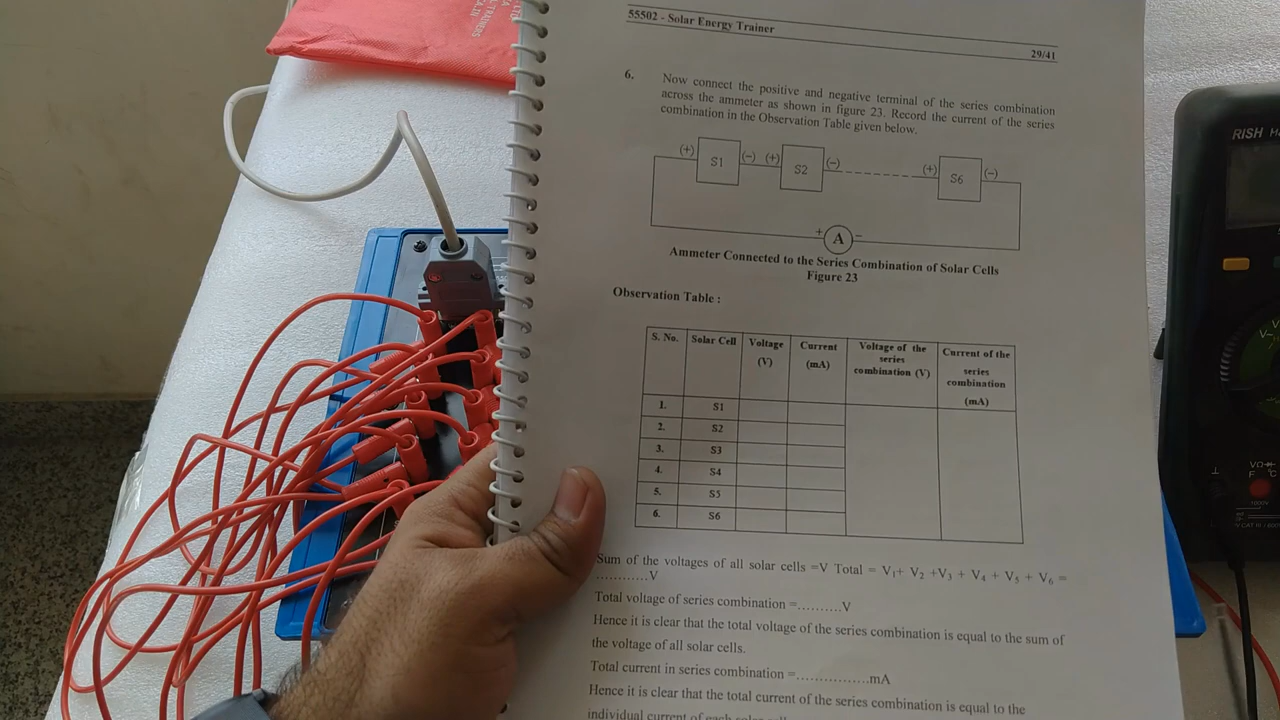 TRAINERS
A.IN
55502 - Solar Energy Trainer
29/41
6. Now connect the positive and negative terminal of the series combination
across the ammeter as shown in figure 23. Record the current of the series
combination in the Observation Table given below.
(+) S1 (-) (+) S2 (-) (+) S6 (-)
+ A -
Ammeter Connected to the Series Combination of Solar Cells
Figure 23
Observation Table :
S. No. Solar Cell Voltage (V) Current (mA) Voltage of the series combination (V) Current of the series combination (mA)
1. S1
2. S2
3. S3
4. S4
5. S5
6. S6
Sum of the voltages of all solar cells =V Total = V₁+ V₂ +V₃ + V₄ + V₅ + V₆ =
............V
Total voltage of series combination =..........V
Hence it is clear that the total voltage of the series combination is equal to the sum of
the voltage of all solar cells.
Total current in series combination =................mA
Hence it is clear that the total current of the series combination is equal to the
individual current of each solar
RISH